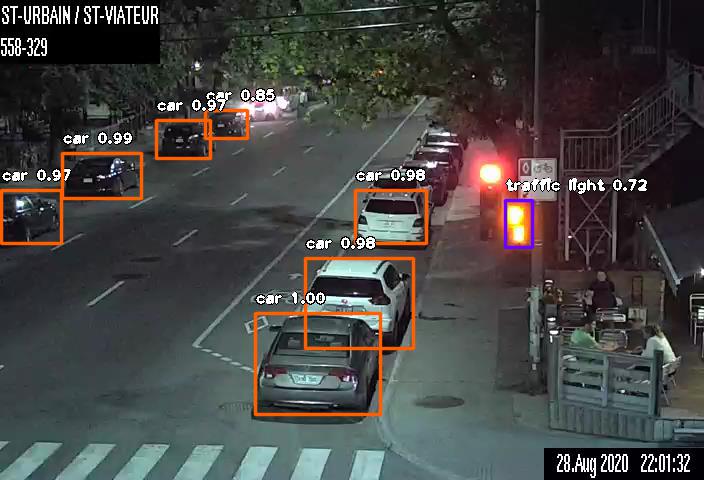 ST-URBAIN / ST-VIATEUR
558-329
car 0.85
car 0.97
car 0.99
car 0.97
car 0.98
traffic light 0.72
car 0.98
car 1.00
28.Aug 2020 22:01:32